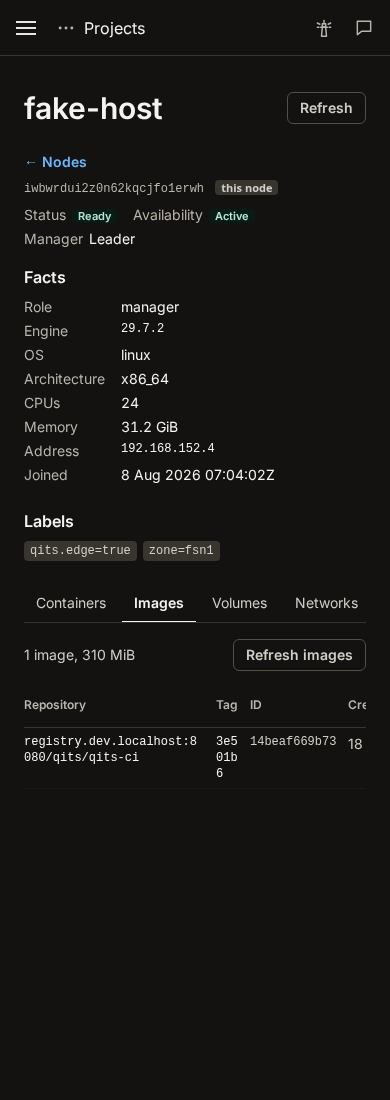 ··· Projects
fake-host
Refresh
← Nodes
iwbwrdui2z0n62kqcjfo1erwh this node
Status Ready Availability Active
Manager Leader
Facts
Role manager
Engine 29.7.2
OS linux
Architecture x86_64
CPUs 24
Memory 31.2 GiB
Address 192.168.152.4
Joined 8 Aug 2026 07:04:02Z
Labels
qits.edge=true zone=fsn1
Containers Images Volumes Networks
1 image, 310 MiB Refresh images
Repository Tag ID Cre
registry.dev.localhost:8 3e5 14beaf669b73 18
080/qits/qits-ci 01b
6